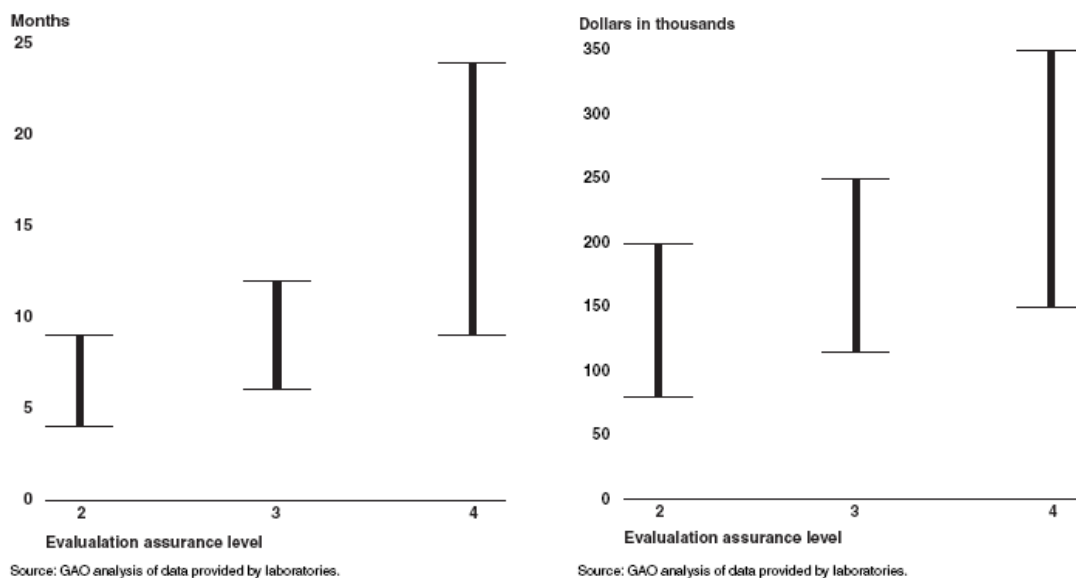 Months
25
20
15
10
5
0
2 3 4
Evalualation assurance level
Source: GAO analysis of data provided by laboratories.
Dollars in thousands
350
300
250
200
150
100
50
0
2 3 4
Evalualation assurance level
Source: GAO analysis of data provided by laboratories.